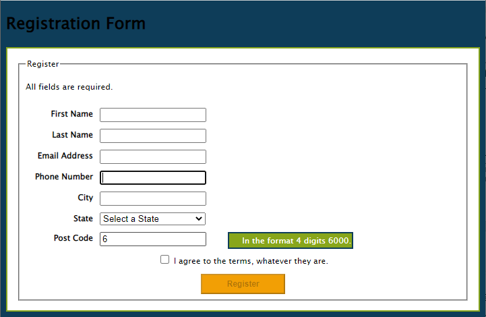 Registration Form
Register
All fields are required.
First Name
Last Name
Email Address
Phone Number
City
State Select a State
Post Code 6 In the format 4 digits 6000.
I agree to the terms, whatever they are.
Register